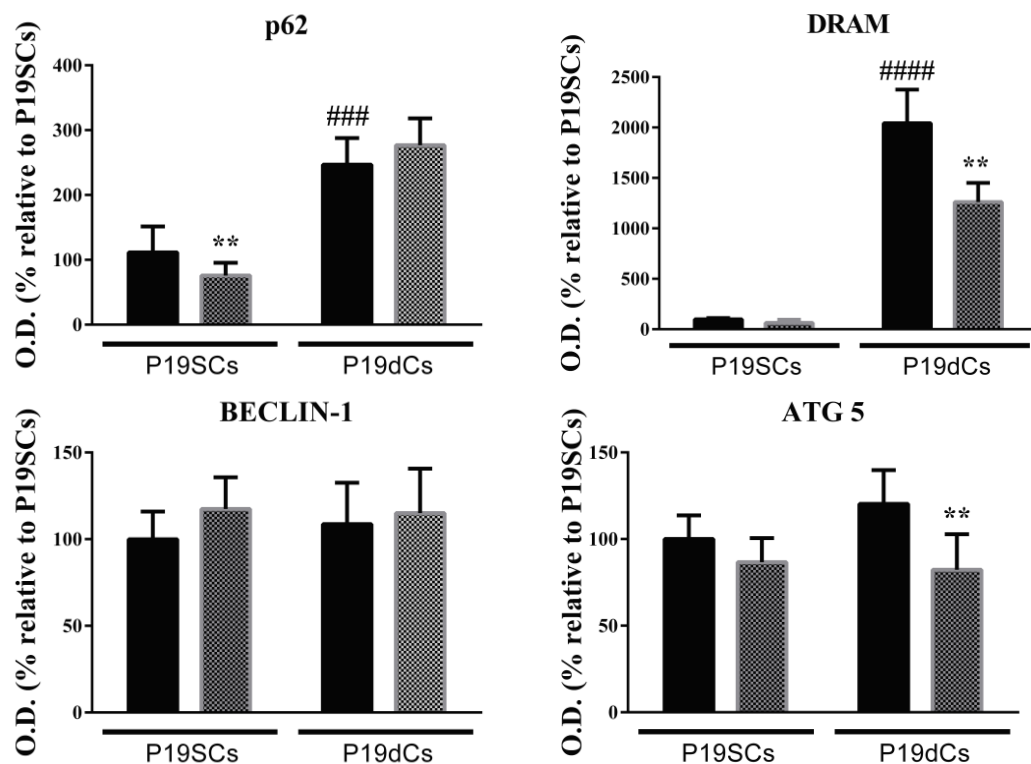 p62
O.D. (% relative to P19SCs)
400
300
200
100
0
###
**
P19SCs
P19dCs
DRAM
O.D. (% relative to P19SCs)
2500
2000
1500
1000
500
0
####
**
P19SCs
P19dCs
BECLIN-1
O.D. (% relative to P19SCs)
150
100
50
0
P19SCs
P19dCs
ATG 5
O.D. (% relative to P19SCs)
150
100
50
0
**
P19SCs
P19dCs